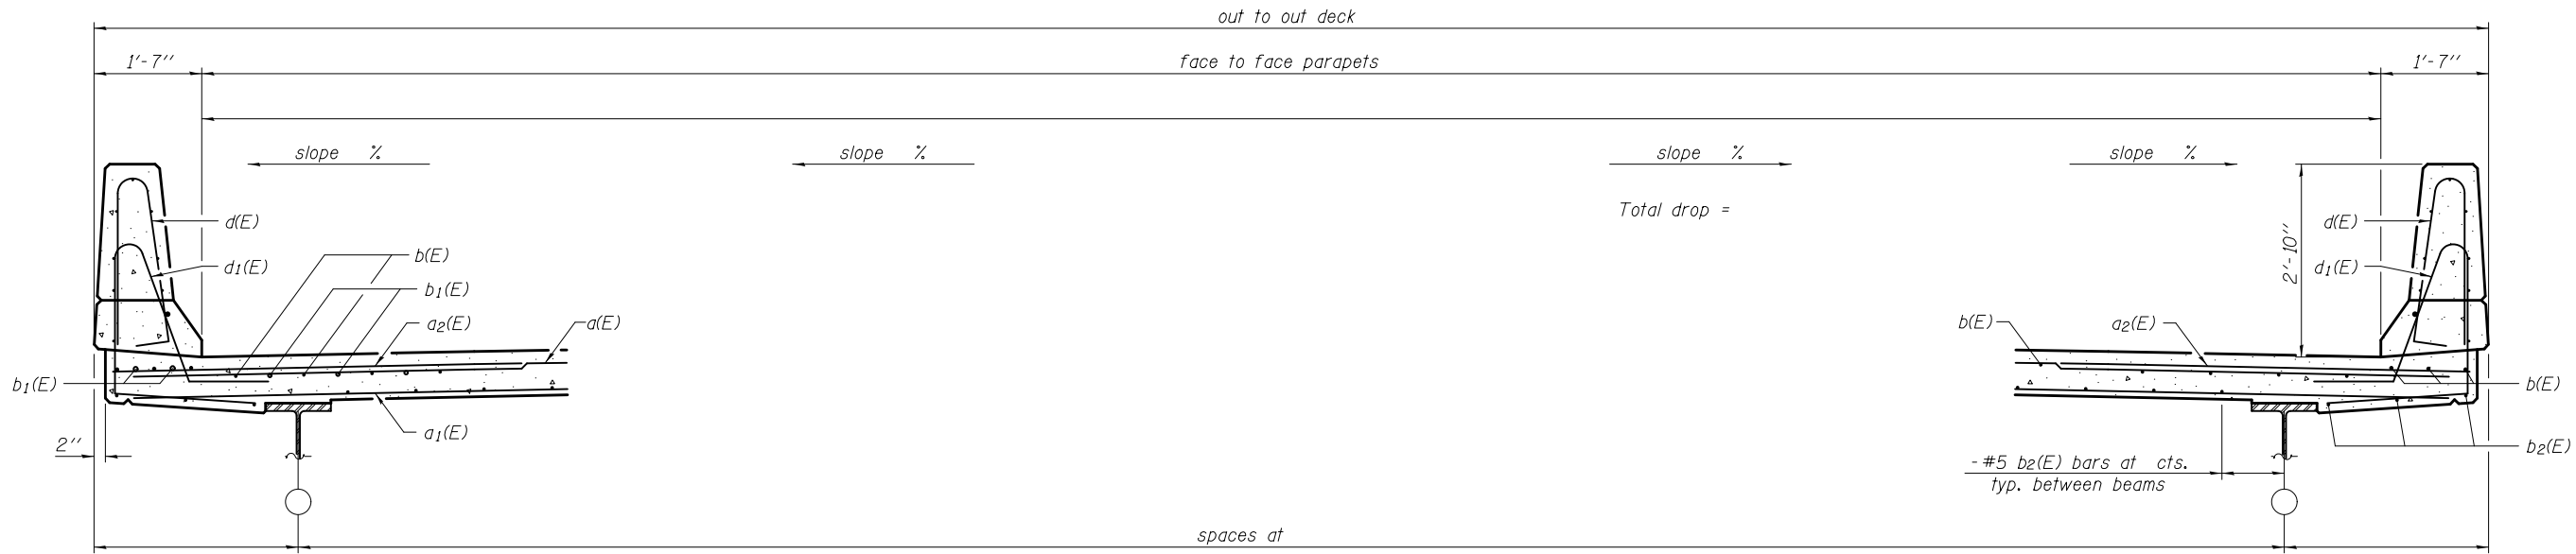 out to out deck
1'-7" face to face parapets 1'-7"
slope % slope % slope % slope %
Total drop =
d(E) d(E)
2'-10"
b(E)
d1(E) d1(E)
b1(E)
a2(E) a(E) b(E) a2(E)
b1(E) b(E)
a1(E)
2" b2(E)
- #5 b2(E) bars at cts.
typ. between beams
spaces at